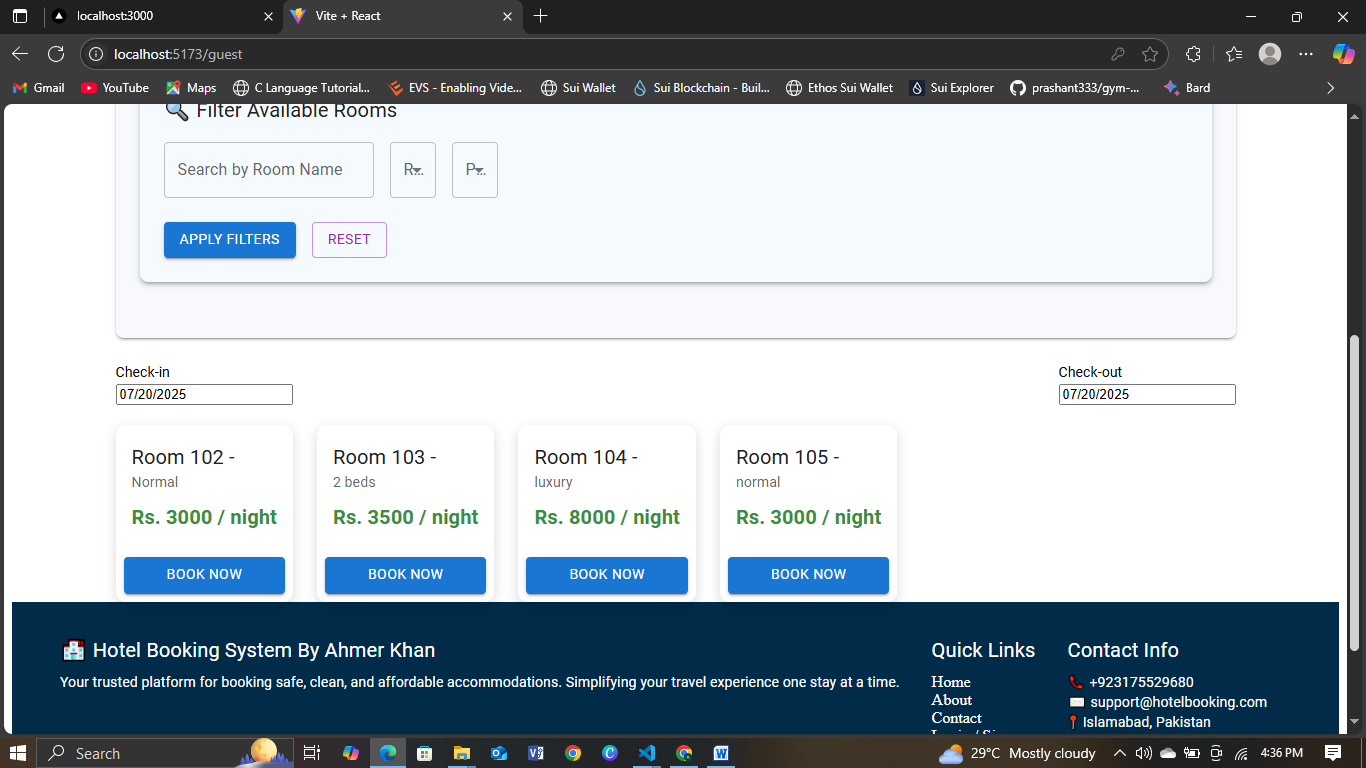 localhost:3000
Vite + React
localhost:5173/guest
Gmail YouTube Maps C Language Tutorial... EVS - Enabling Vide... Sui Wallet Sui Blockchain - Buil... Ethos Sui Wallet Sui Explorer prashant333/gym-... Bard
Filter Available Rooms
Search by Room Name R... P...
APPLY FILTERS RESET
Check-in Check-out
07/20/2025 07/20/2025
Room 102 - Room 103 - Room 104 - Room 105 -
Normal 2 beds luxury normal
Rs. 3000 / night Rs. 3500 / night Rs. 8000 / night Rs. 3000 / night
BOOK NOW BOOK NOW BOOK NOW BOOK NOW
Hotel Booking System By Ahmer Khan
Your trusted platform for booking safe, clean, and affordable accommodations. Simplifying your travel experience one stay at a time.
Quick Links
Home
About
Contact
Contact Info
+923175529680
support@hotelbooking.com
Islamabad, Pakistan
Search 29°C Mostly cloudy 4:36 PM